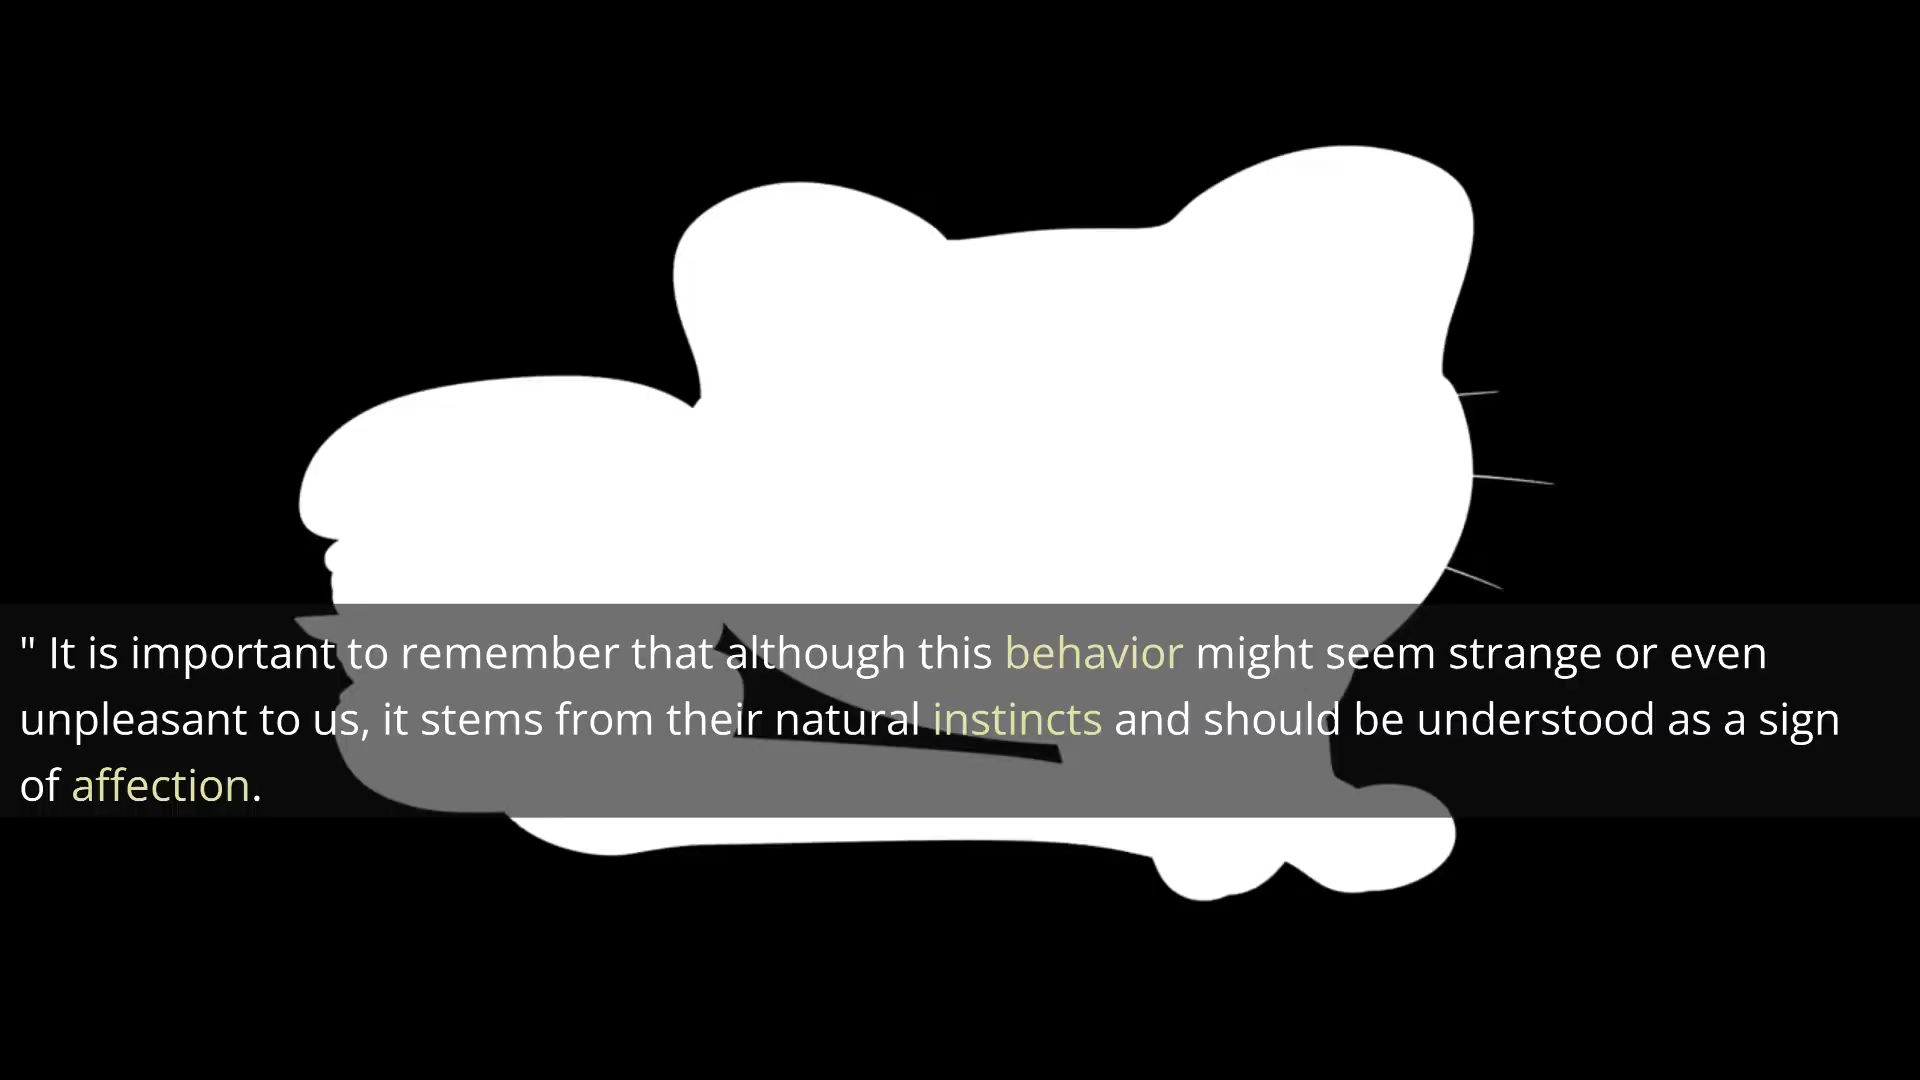 " It is important to remember that although this behavior might seem strange or even
unpleasant to us, it stems from their natural instincts and should be understood as a sign
of affection.